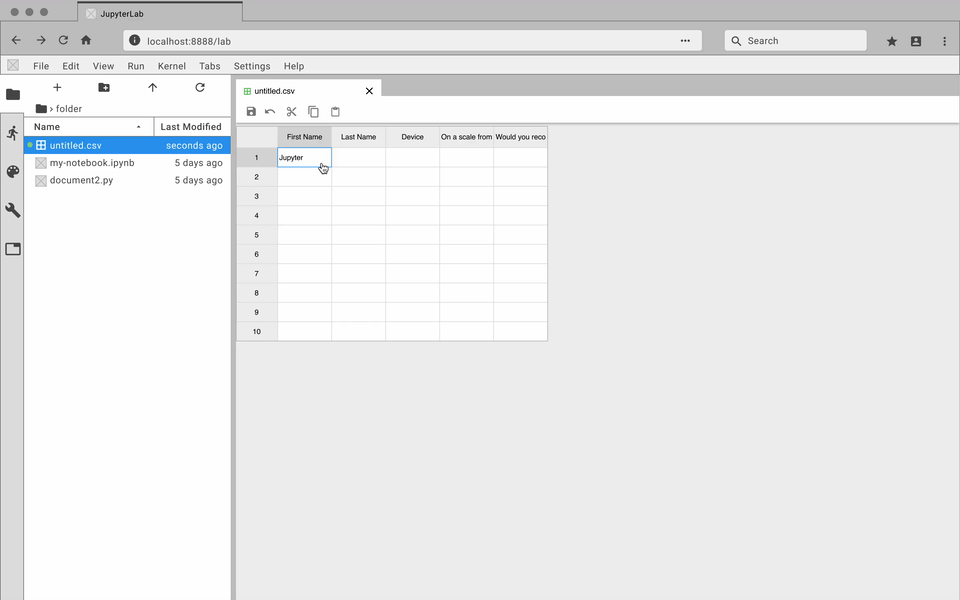 JupyterLab
localhost:8888/lab
Search
File Edit View Run Kernel Tabs Settings Help
untitled.csv
folder
Name Last Modified
untitled.csv seconds ago
my-notebook.ipynb 5 days ago
document2.py 5 days ago
First Name Last Name Device On a scale from Would you reco
1 Jupyter
2
3
4
5
6
7
8
9
10